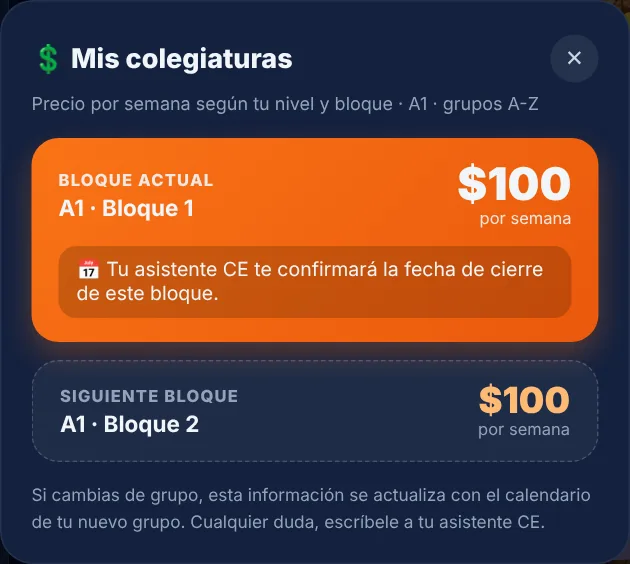 💲 Mis colegiaturas
✕
Precio por semana según tu nivel y bloque · A1 · grupos A-Z
BLOQUE ACTUAL
A1 · Bloque 1
$100
por semana
📅 Tu asistente CE te confirmará la fecha de cierre
de este bloque.
SIGUIENTE BLOQUE
A1 · Bloque 2
$100
por semana
Si cambias de grupo, esta información se actualiza con el calendario
de tu nuevo grupo. Cualquier duda, escríbele a tu asistente CE.